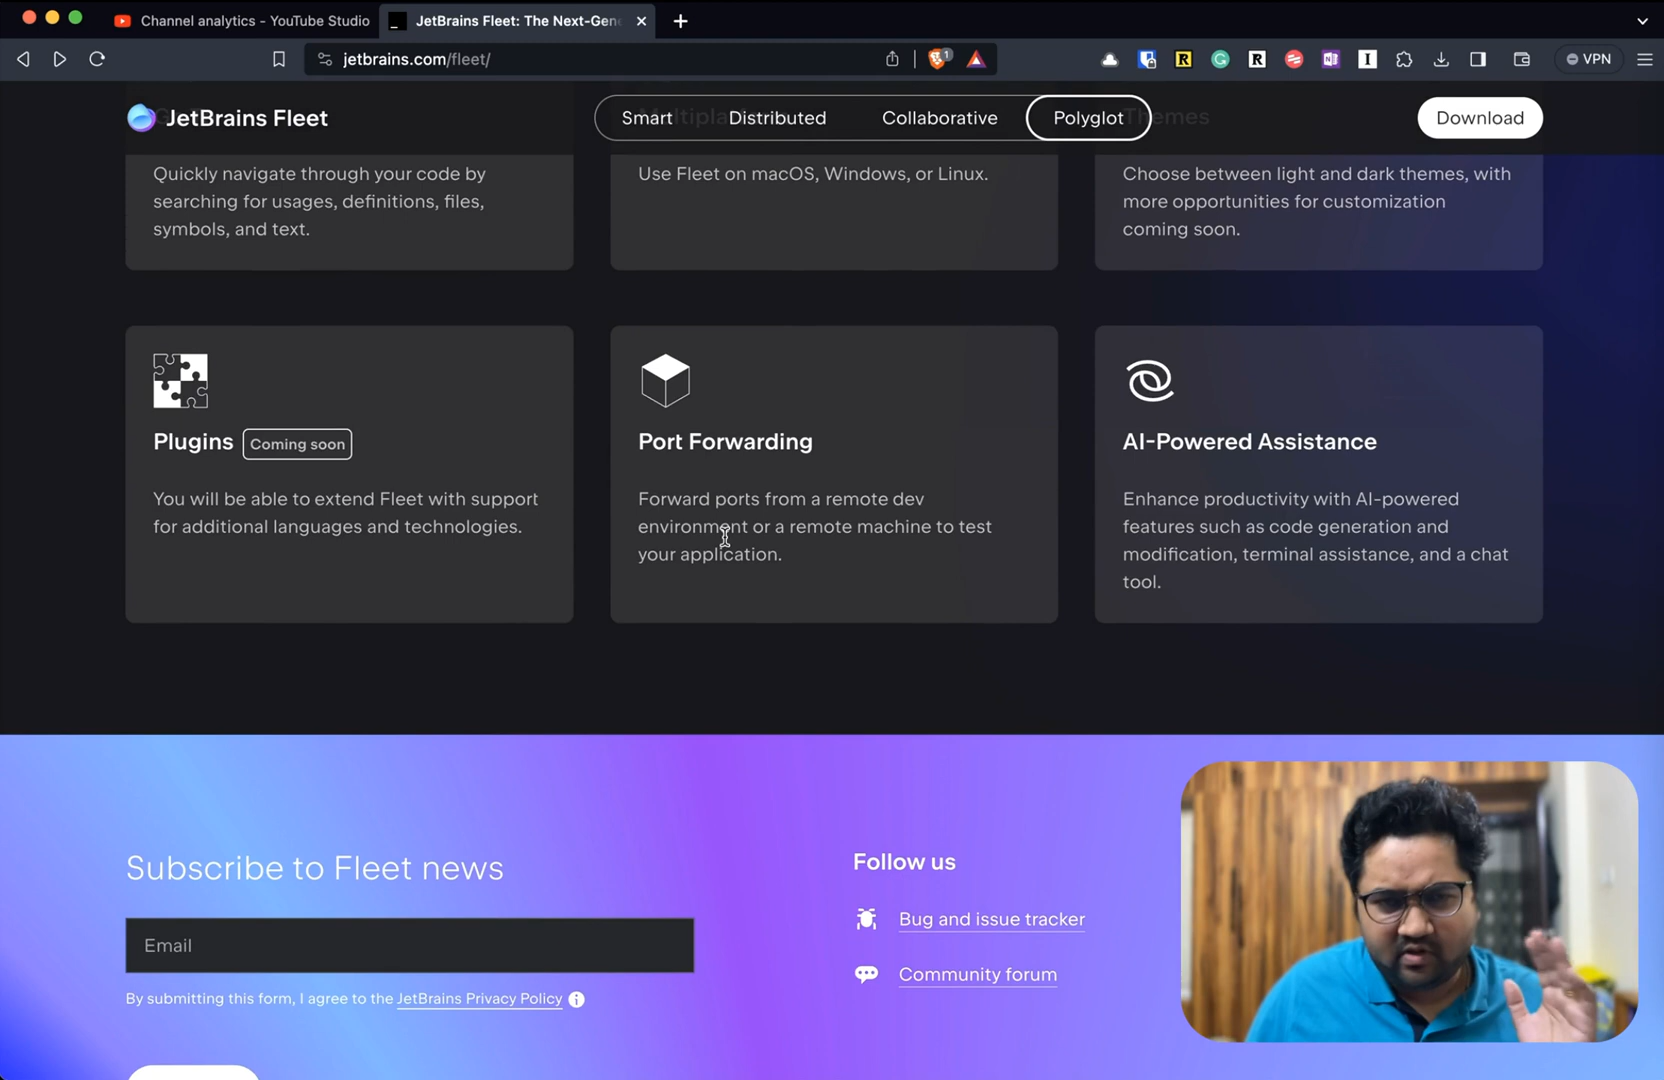 Channel analytics - YouTube Studio
JetBrains Fleet: The Next-Gen
jetbrains.com/fleet/
1
VPN
JetBrains Fleet
Smart
Distributed
Collaborative
Polyglot
Download
Themes
Quickly navigate through your code by
searching for usages, definitions, files,
symbols, and text.
Use Fleet on macOS, Windows, or Linux.
Choose between light and dark themes, with
more opportunities for customization
coming soon.
Plugins
Coming soon
You will be able to extend Fleet with support
for additional languages and technologies.
Port Forwarding
Forward ports from a remote dev
environment or a remote machine to test
your application.
AI-Powered Assistance
Enhance productivity with AI-powered
features such as code generation and
modification, terminal assistance, and a chat
tool.
Subscribe to Fleet news
Email
By submitting this form, I agree to the JetBrains Privacy Policy
Follow us
Bug and issue tracker
Community forum